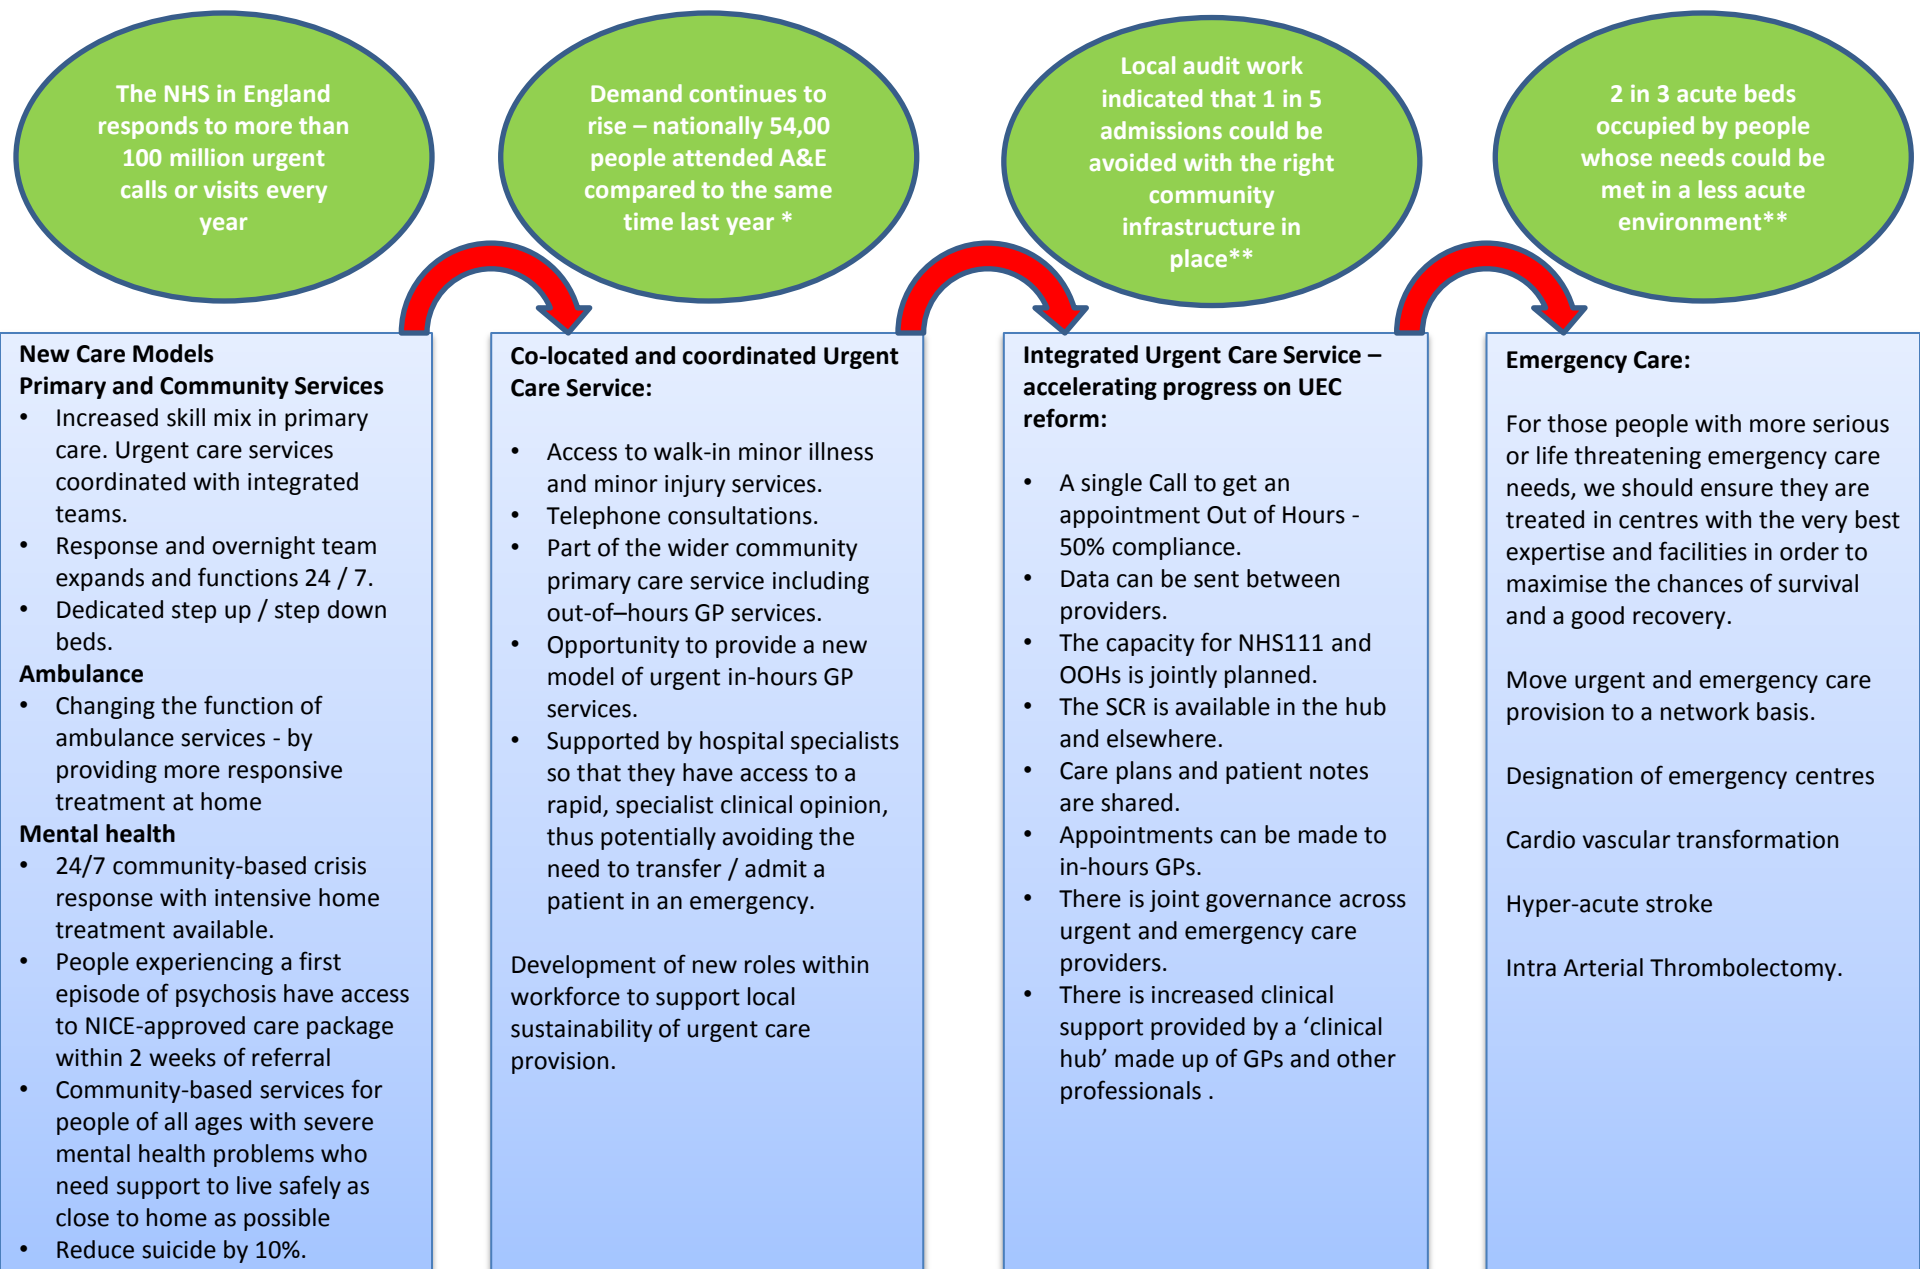 The NHS in England
responds to more than
100 million urgent
calls or visits every
year
Demand continues to
rise – nationally 54,00
people attended A&E
compared to the same
time last year *
Local audit work
indicated that 1 in 5
admissions could be
avoided with the right
community
infrastructure in
place**
2 in 3 acute beds
occupied by people
whose needs could be
met in a less acute
environment**
New Care Models
Primary and Community Services
• Increased skill mix in primary
care. Urgent care services
coordinated with integrated
teams.
• Response and overnight team
expands and functions 24 / 7.
• Dedicated step up / step down
beds.
Ambulance
• Changing the function of
ambulance services - by
providing more responsive
treatment at home
Mental health
• 24/7 community-based crisis
response with intensive home
treatment available.
• People experiencing a first
episode of psychosis have access
to NICE-approved care package
within 2 weeks of referral
• Community-based services for
people of all ages with severe
mental health problems who
need support to live safely as
close to home as possible
• Reduce suicide by 10%.
Co-located and coordinated Urgent
Care Service:
• Access to walk-in minor illness
and minor injury services.
• Telephone consultations.
• Part of the wider community
primary care service including
out-of–hours GP services.
• Opportunity to provide a new
model of urgent in-hours GP
services.
• Supported by hospital specialists
so that they have access to a
rapid, specialist clinical opinion,
thus potentially avoiding the
need to transfer / admit a
patient in an emergency.
Development of new roles within
workforce to support local
sustainability of urgent care
provision.
Integrated Urgent Care Service –
accelerating progress on UEC
reform:
• A single Call to get an
appointment Out of Hours -
50% compliance.
• Data can be sent between
providers.
• The capacity for NHS111 and
OOHs is jointly planned.
• The SCR is available in the hub
and elsewhere.
• Care plans and patient notes
are shared.
• Appointments can be made to
in-hours GPs.
• There is joint governance across
urgent and emergency care
providers.
• There is increased clinical
support provided by a ‘clinical
hub’ made up of GPs and other
professionals .
Emergency Care:
For those people with more serious
or life threatening emergency care
needs, we should ensure they are
treated in centres with the very best
expertise and facilities in order to
maximise the chances of survival
and a good recovery.
Move urgent and emergency care
provision to a network basis.
Designation of emergency centres
Cardio vascular transformation
Hyper-acute stroke
Intra Arterial Thrombolectomy.